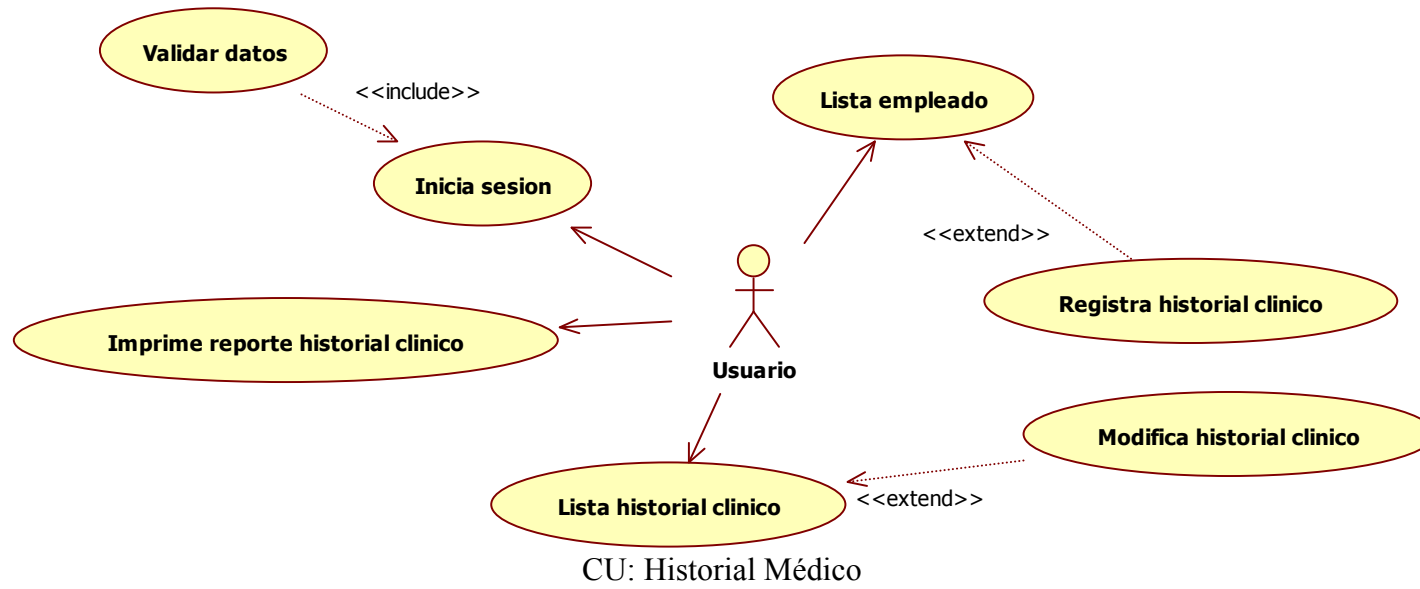 Validar datos
<<include>>
Lista empleado
Inicia sesion
<<extend>>
Registra historial clinico
Imprime reporte historial clinico
Usuario
Modifica historial clinico
Lista historial clinico
<<extend>>
CU: Historial Médico